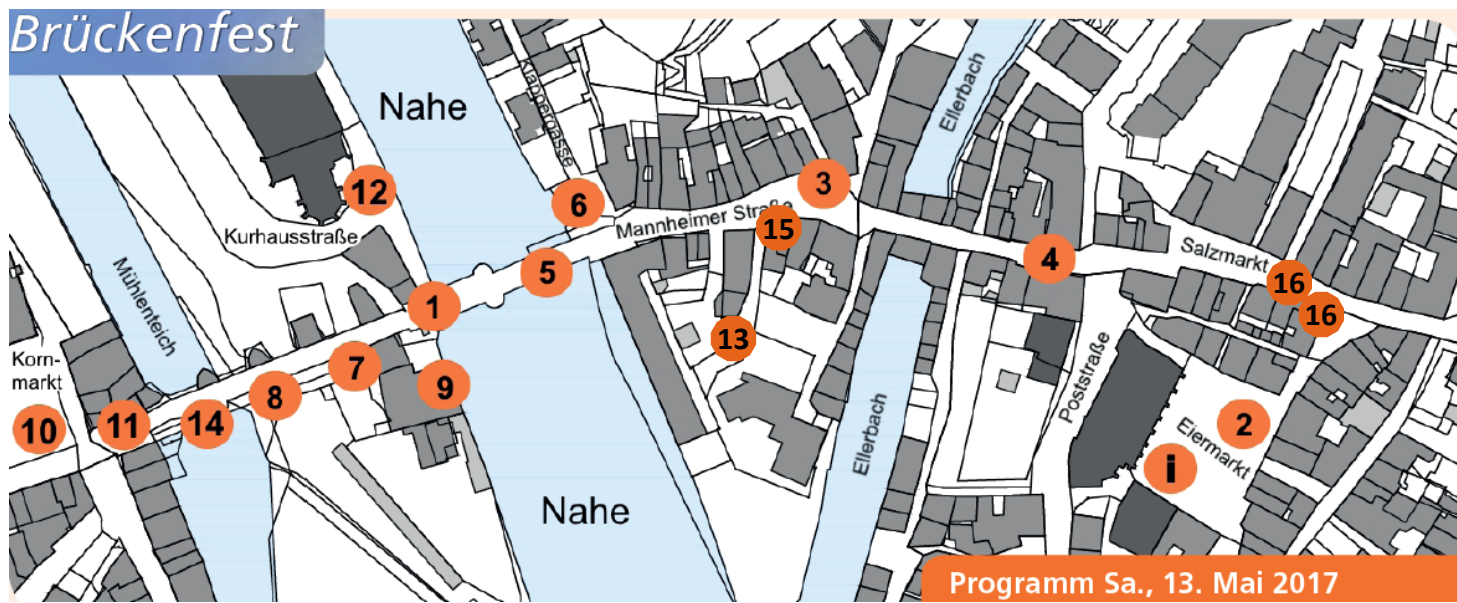 Brückenfest
Nahe
Klappergasse
Ellerbach
12
6
3
Kurhausstraße
Mannheimer Straße
15
Mühlenteich
5
4
Salzmarkt
16
16
1
13
Korn-
markt
7
9
8
Poststraße
10
11
14
Ellerbach
Eiermarkt
2
i
Nahe
Programm Sa., 13. Mai 2017